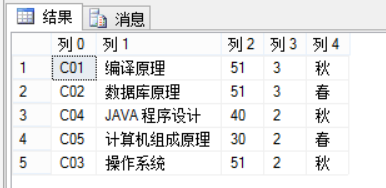 结果 消息
列 0 列 1 列 2 列 3 列 4
1 C01 编译原理 51 3 秋
2 C02 数据库原理 51 3 春
3 C04 JAVA 程序设计 40 2 秋
4 C05 计算机组成原理 30 2 春
5 C03 操作系统 51 2 秋